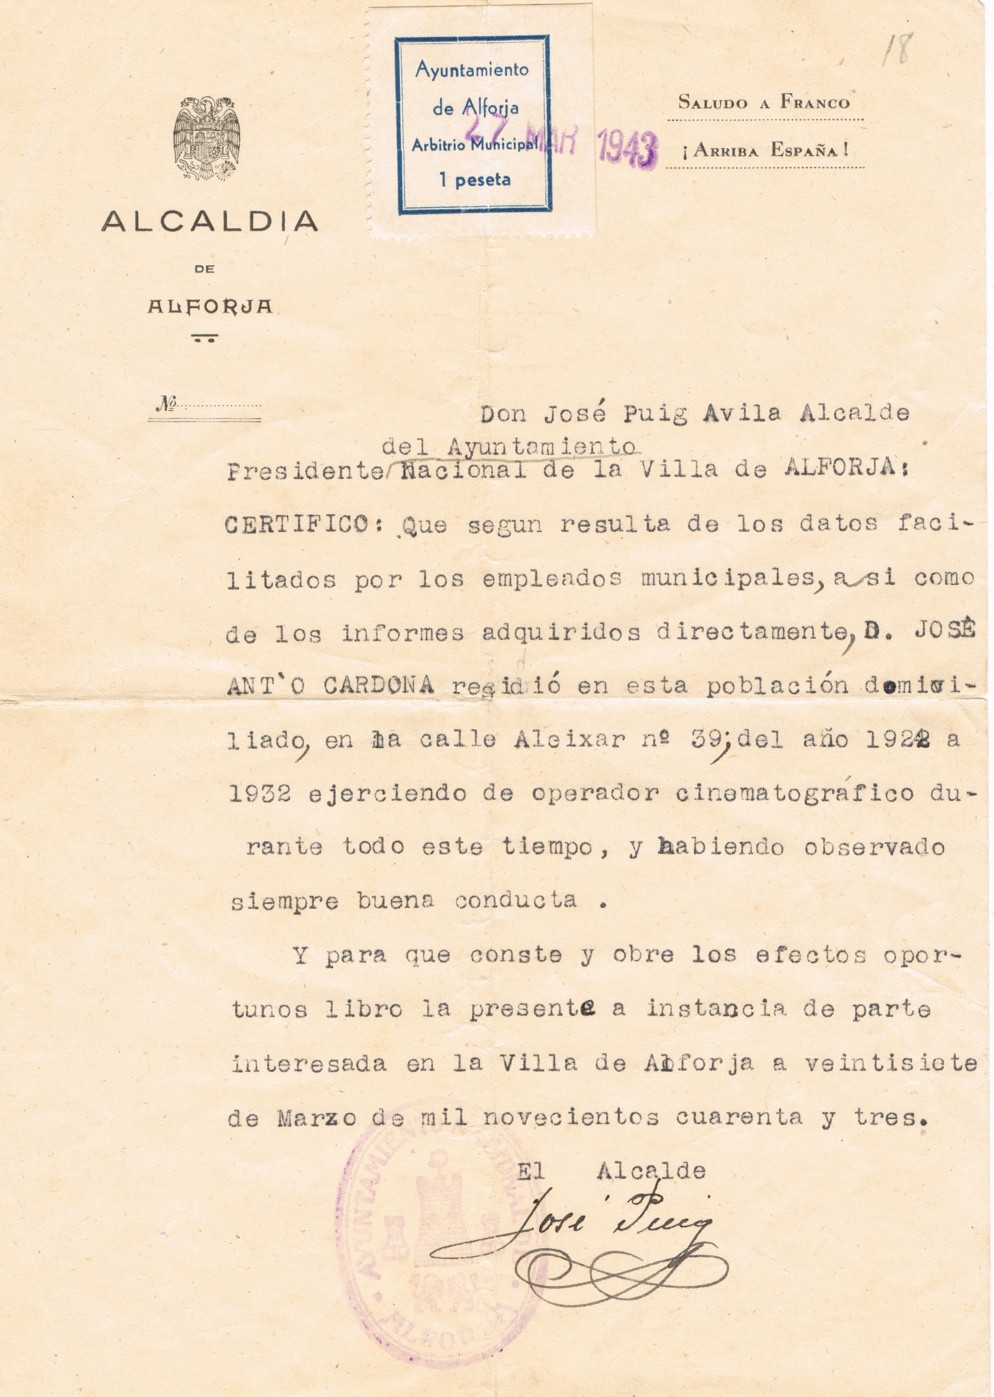 18
Ayuntamiento
de Alforja
Arbitrio Municipal
1 peseta
27 MAR 1943
SALUDO A FRANCO
¡ARRIBA ESPAÑA!
ALCALDIA
DE
ALFORJA
Nº
Don José Puig Avila Alcalde
del Ayuntamiento
Presidente/Nacional de la Villa de ALFORJA:
CERTIFICO: Que segun resulta de los datos faci-
litados por los empleados municipales, a si como
de los informes adquiridos directamente, D. JOSÉ
ANT`O CARDONA residió en esta población domici-
liado, en la calle Aleixar nº 39; del año 1922 a
1932 ejerciendo de operador cinematográfico du-
rante todo este tiempo, y habiendo observado
siempre buena conducta .
Y para que conste y obre los efectos opor-
tunos libro la presente a instancia de parte
interesada en la Villa de Alforja a veintisiete
de Marzo de mil novecientos cuarenta y tres.
El Alcalde
José Puig
AYUNTAMIENTO
ALFORJA